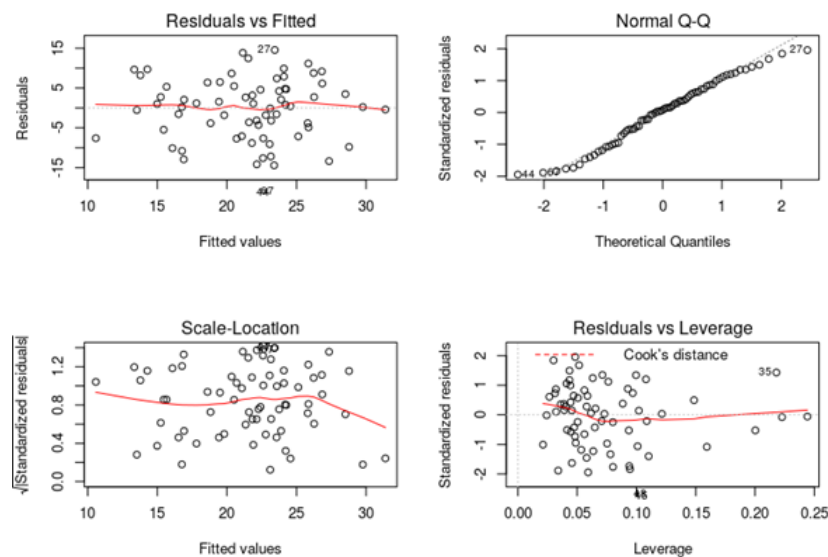 Residuals vs Fitted
Residuals
-15 -5 5 15
27
10 15 20 25 30
Fitted values
Normal Q-Q
Standardized residuals
-2 -1 0 1 2
27
44
-2 -1 0 1 2
Theoretical Quantiles
Scale-Location
√|Standardized residuals|
0.0 0.4 0.8 1.2
10 15 20 25 30
Fitted values
Residuals vs Leverage
Standardized residuals
-2 -1 0 1 2
Cook's distance
35
0.00 0.05 0.10 0.15 0.20 0.25
Leverage